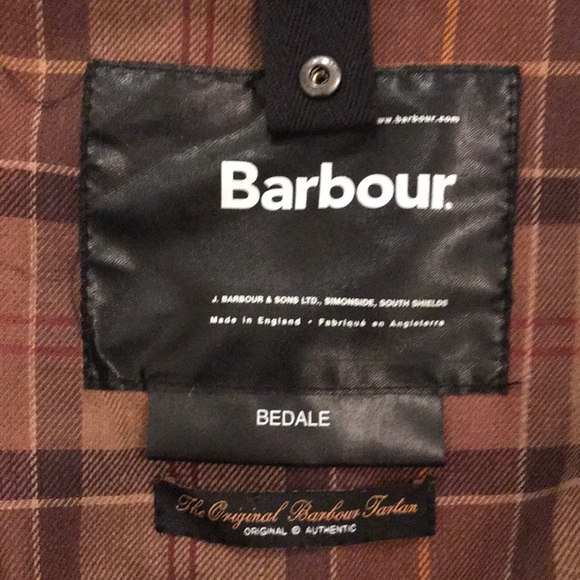 ww.barbour.com
Barbour.
J. BARBOUR & SONS LTD., SIMONSIDE, SOUTH SHIELDS
Made in England • Fabriqué en Angleterre
BEDALE
The Original Barbour Tartan
ORIGINAL © AUTHENTIC